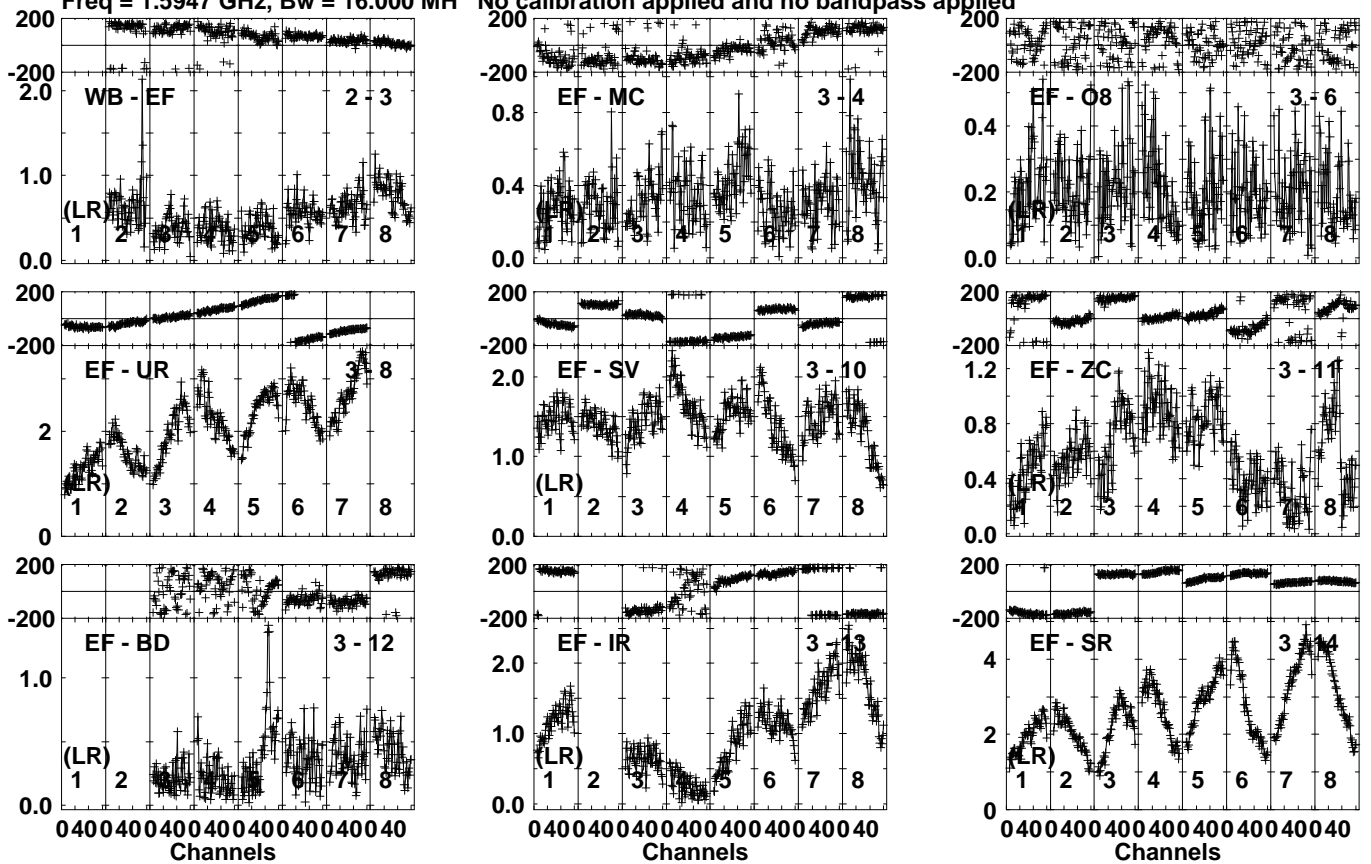 Freq = 1.5947 GHz, Bw = 16.000 MH No calibration applied and no bandpass applied
200 200 200
-200 -200 -200
WB - EF 2 - 3 EF - MC 3 - 4 EF - O8 3 - 6
2.0 0.8 0.4
1.0 0.4 0.2
(LR) (LR) (LR)
1 2 3 4 5 6 7 8 1 2 3 4 5 6 7 8 1 2 3 4 5 6 7 8
0.0 0.0 0.0
200 200 200
-200 -200 -200
EF - UR 3 - 8 EF - SV 3 - 10 EF - ZC 3 - 11
2.0 1.2
2 0.8
1.0
(LR) (LR) (LR) 0.4
1 2 3 4 5 6 7 8 1 2 3 4 5 6 7 8 1 2 3 4 5 6 7 8
0 0.0 0.0
200 200 200
-200 -200 -200
EF - BD 3 - 12 EF - IR 3 - 13 EF - SR 3 - 14
1.0 2.0 4
1.0 2
(LR) (LR) (LR)
1 2 3 4 5 6 7 8 1 2 3 4 5 6 7 8 1 2 3 4 5 6 7 8
0.0 0.0 0
0 40 0 40 0 40 0 40 0 40 0 40 0 40 0 40 0 40 0 40 0 40 0 40 0 40 0 40 0 40 0 40 0 40 0 40 0 40 0 40 0 40 0 40 0 40 0 40
Channels Channels Channels